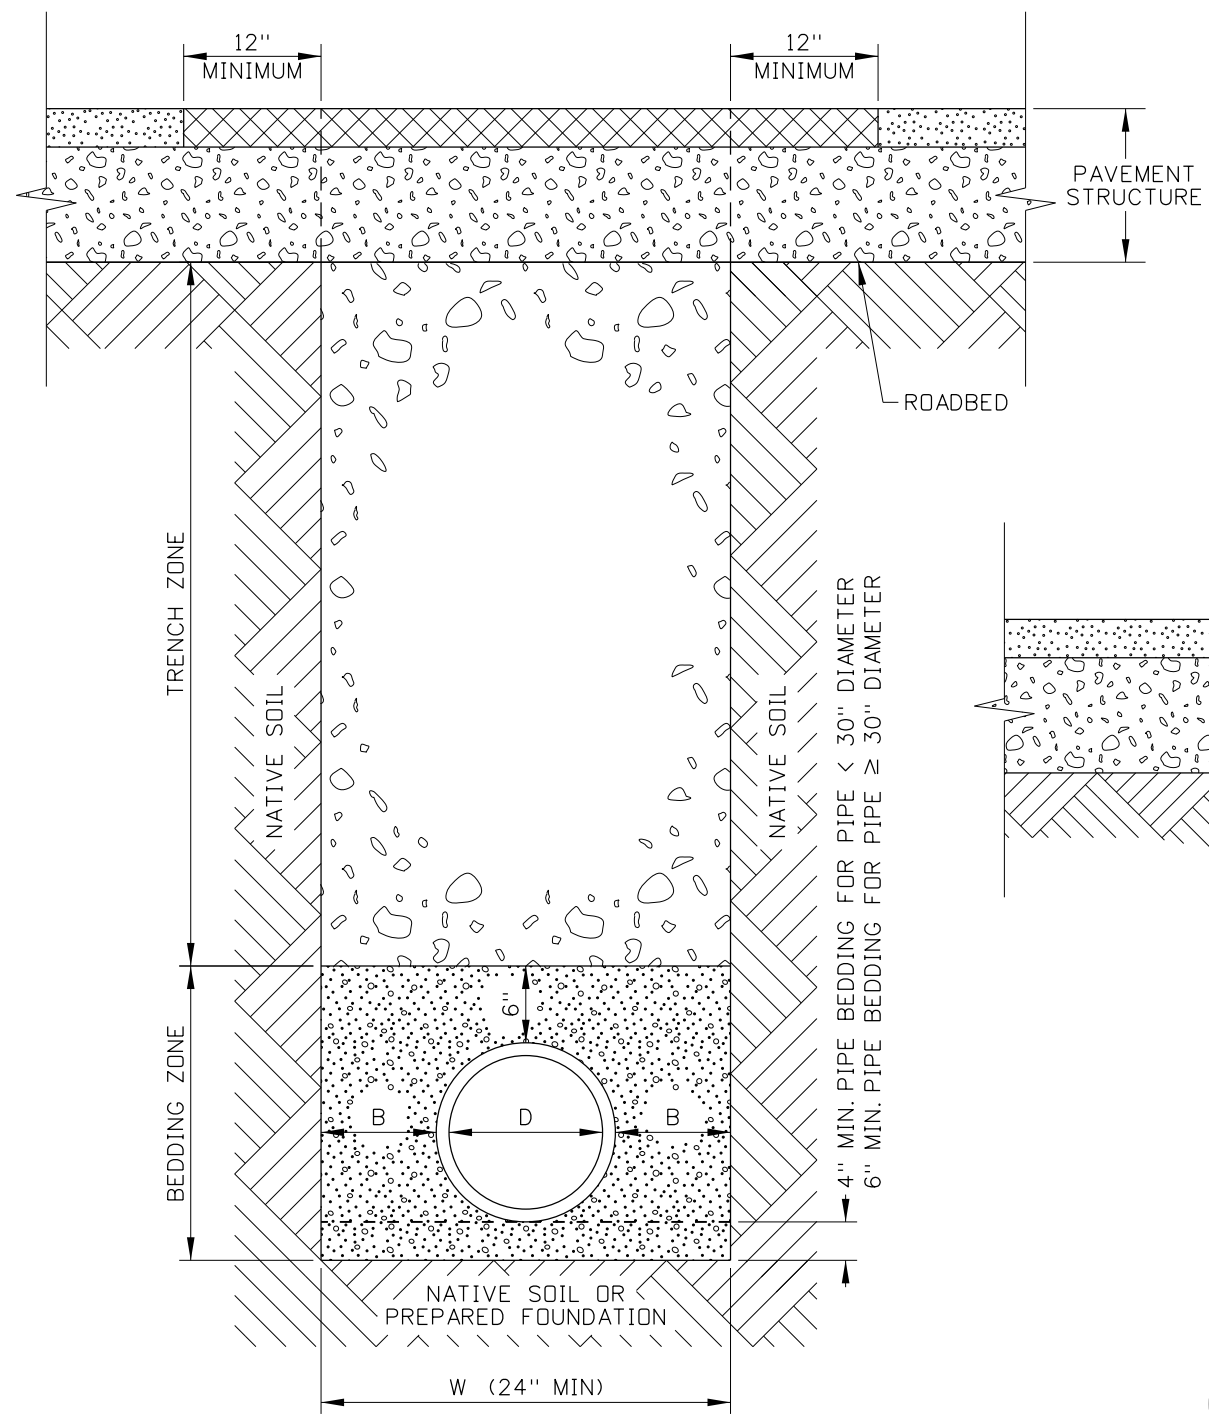 12"
MINIMUM
12"
MINIMUM
PAVEMENT
STRUCTURE
ROADBED
TRENCH ZONE
NATIVE SOIL
NATIVE SOIL
4" MIN. PIPE BEDDING FOR PIPE < 30" DIAMETER
6" MIN. PIPE BEDDING FOR PIPE ≥ 30" DIAMETER
6"
BEDDING ZONE
B
D
B
NATIVE SOIL OR
PREPARED FOUNDATION
W (24" MIN)